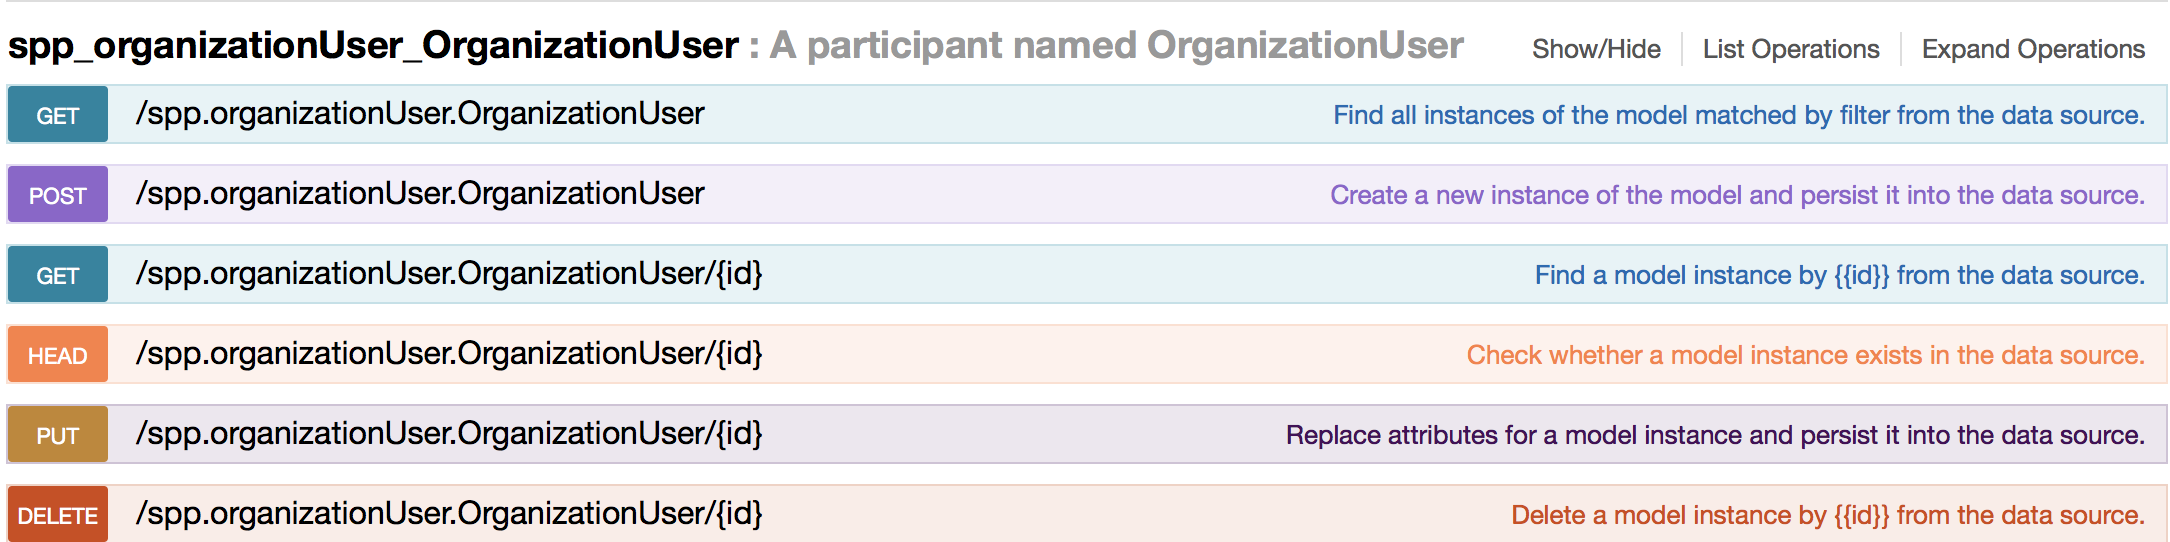 spp_organizationUser_OrganizationUser : A participant named OrganizationUser Show/Hide List Operations Expand Operations
GET /spp.organizationUser.OrganizationUser Find all instances of the model matched by filter from the data source.
POST /spp.organizationUser.OrganizationUser Create a new instance of the model and persist it into the data source.
GET /spp.organizationUser.OrganizationUser/{id} Find a model instance by {{id}} from the data source.
HEAD /spp.organizationUser.OrganizationUser/{id} Check whether a model instance exists in the data source.
PUT /spp.organizationUser.OrganizationUser/{id} Replace attributes for a model instance and persist it into the data source.
DELETE /spp.organizationUser.OrganizationUser/{id} Delete a model instance by {{id}} from the data source.